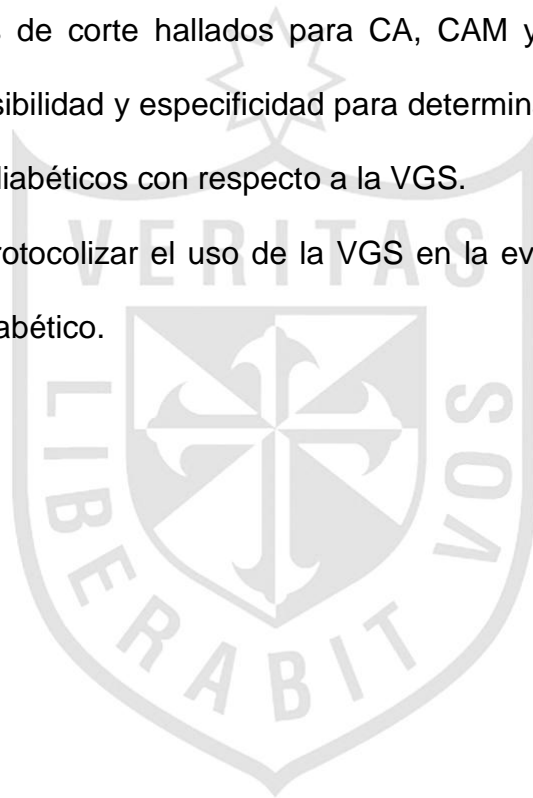 s de corte hallados para CA, CAM y
sibilidad y especificidad para determin
diabéticos con respecto a la VGS.
rotocolizar el uso de la VGS en la ev
abético.
VERITAS
LIBERABIT VOS